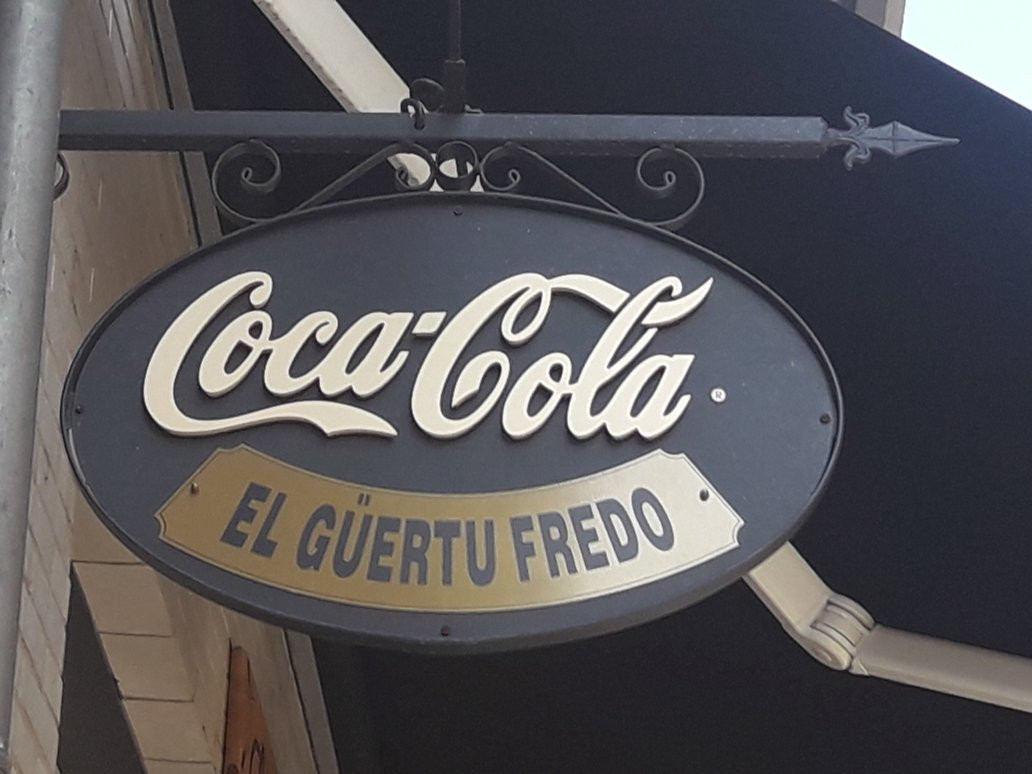 Coca-Cola ®
EL GÜERTU FREDO